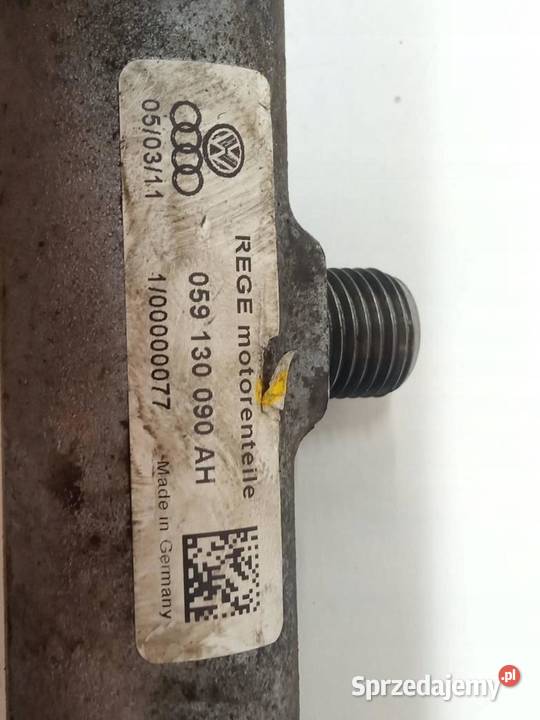 05/03/11
REGE motorenteile
059 130 090 AH
1/00000077
Made in Germany
Sprzedajemy.pl